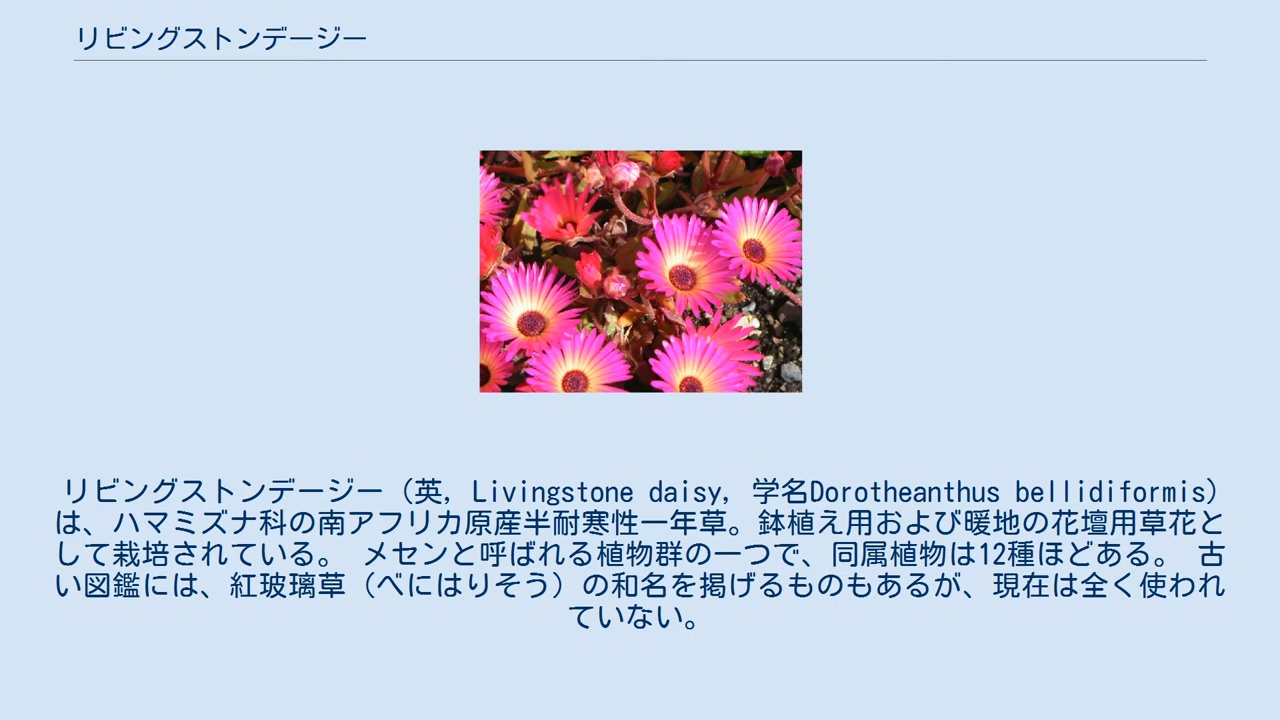 リビングストンデージー
リビングストンデージー（英, Livingstone daisy, 学名Dorotheanthus bellidiformis）
は、ハマミズナ科の南アフリカ原産半耐寒性一年草。鉢植え用および暖地の花壇用草花と
して栽培されている。 メセンと呼ばれる植物群の一つで、同属植物は12種ほどある。 古
い図鑑には、紅玻璃草（べにはりそう）の和名を掲げるものもあるが、現在は全く使われ
ていない。